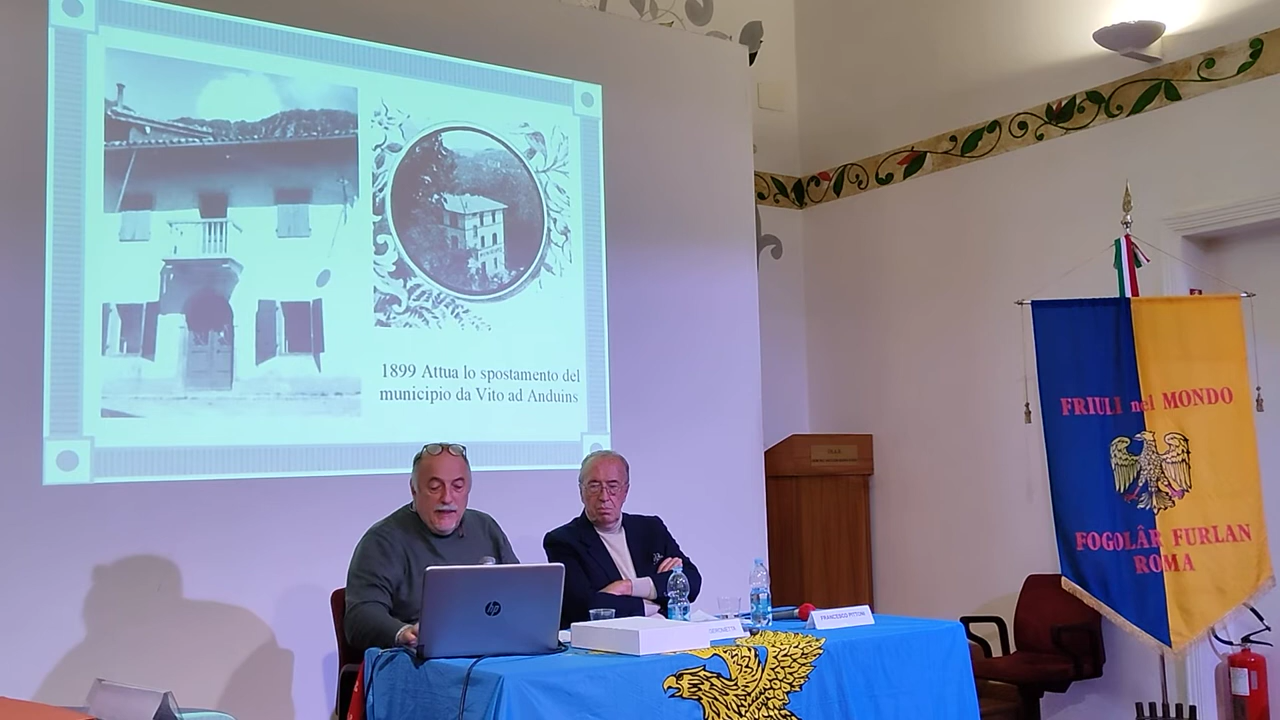 1899 Attua lo spostamento del
municipio da Vito ad Anduins
FRIULI nel MONDO
FOGOLÂR FURLAN
ROMA
hp
FRANCESCO PITTONI